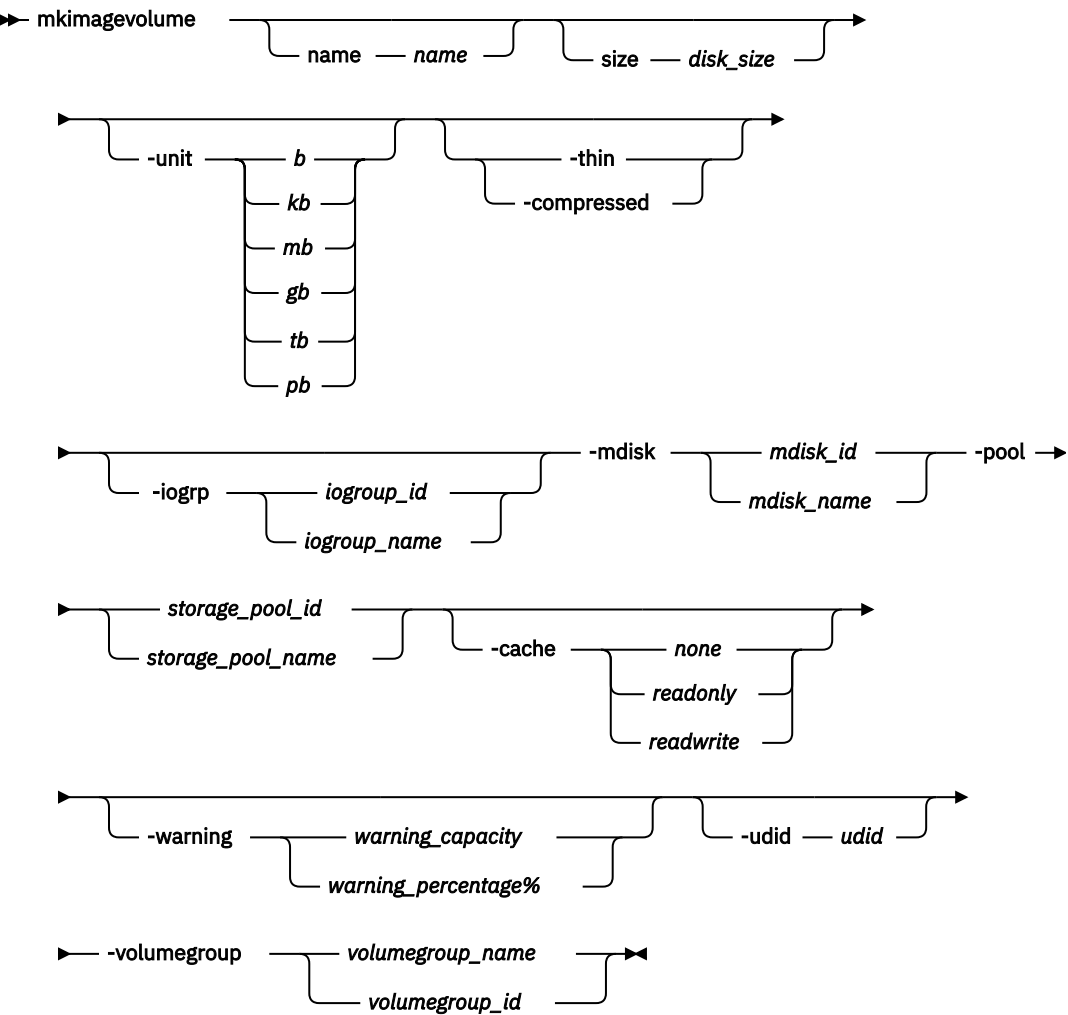 mkimagevolume
name name size disk_size
-unit b -thin
kb -compressed
mb
gb
tb
pb
-mdisk mdisk_id -pool
-iogrp iogroup_id mdisk_name
iogroup_name
storage_pool_id
storage_pool_name -cache none
readonly
readwrite
-warning warning_capacity -udid udid
warning_percentage%
-volumegroup volumegroup_name
volumegroup_id